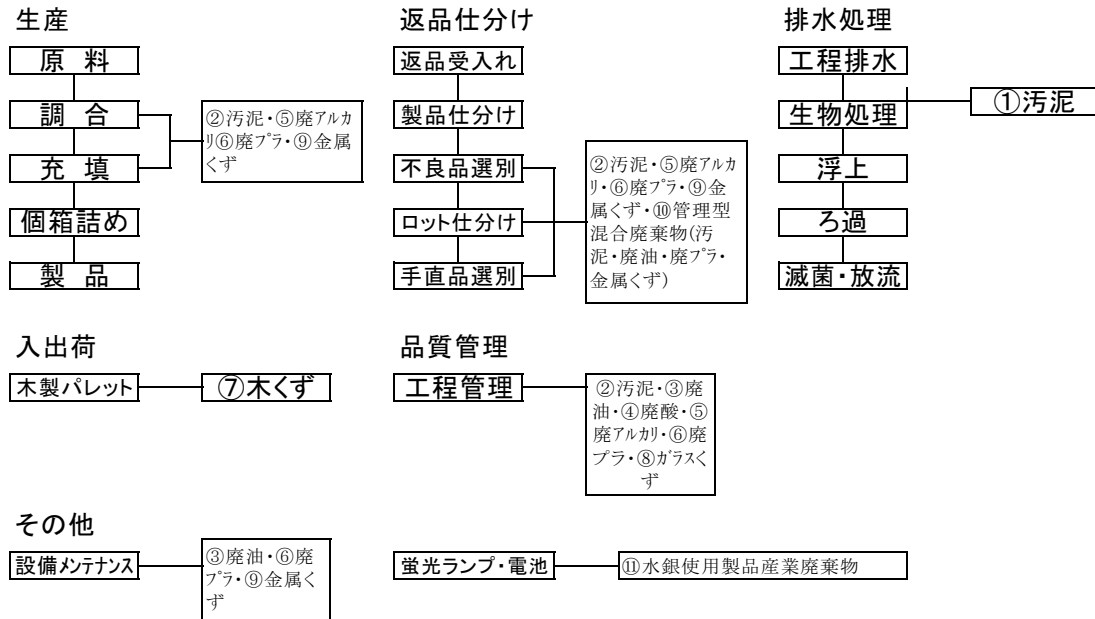 生産
原　料
調　合
充　填
個箱詰め
製　品
②汚泥・⑤廃アルカ
リ⑥廃プラ・⑨金属
くず
返品仕分け
返品受入れ
製品仕分け
不良品選別
ロット仕分け
手直品選別
②汚泥・⑤廃アルカ
リ・⑥廃プラ・⑨金
属くず・⑩管理型
混合廃棄物(汚
泥・廃油・廃プラ・
金属くず)
排水処理
工程排水
生物処理
浮上
ろ過
滅菌・放流
①汚泥
入出荷
木製パレット
⑦木くず
品質管理
工程管理
②汚泥・③廃
油・④廃酸・⑤
廃アルカリ・⑥廃
プラ・⑧ガラスく
ず
その他
設備メンテナンス
③廃油・⑥廃
プラ・⑨金属く
ず
蛍光ランプ・電池
⑪水銀使用製品産業廃棄物